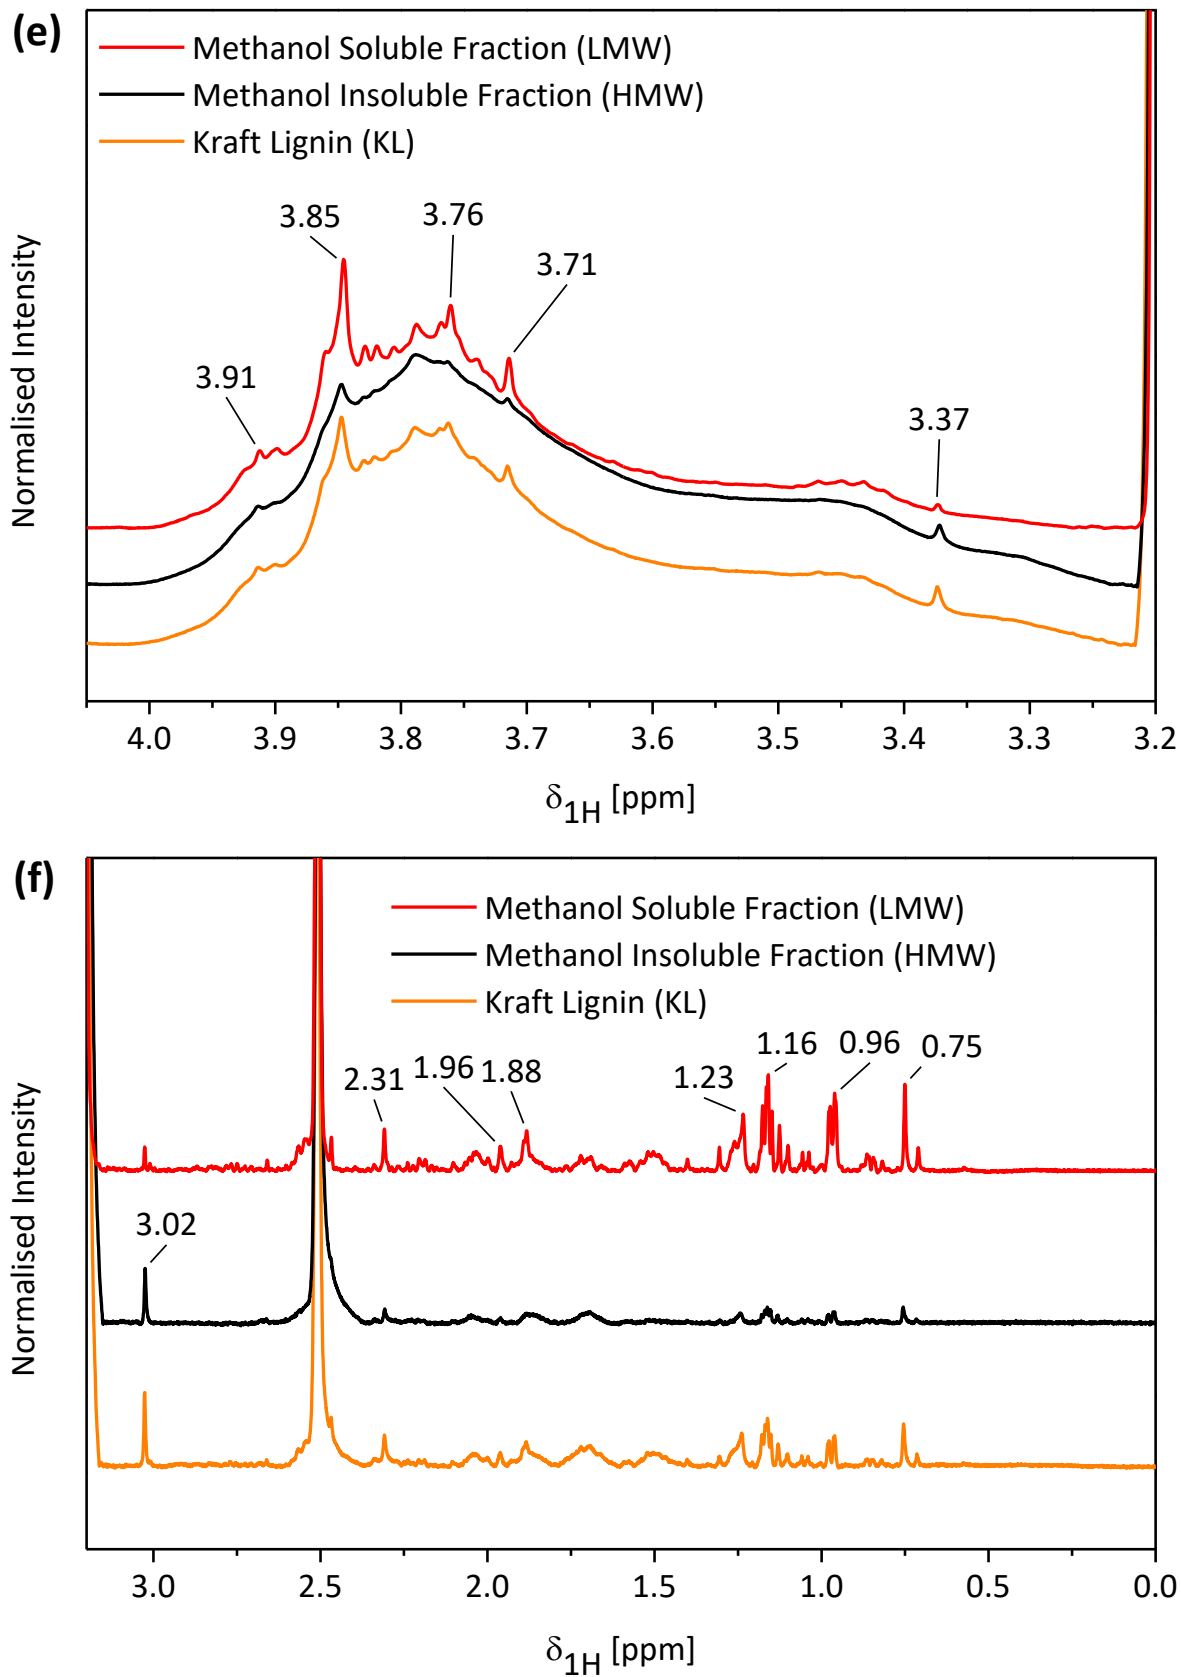 (e)
Methanol Soluble Fraction (LMW)
Methanol Insoluble Fraction (HMW)
Kraft Lignin (KL)
3.85
3.76
3.71
3.91
3.37
Normalised Intensity
4.0 3.9 3.8 3.7 3.6 3.5 3.4 3.3 3.2
δ1H [ppm]
(f)
Methanol Soluble Fraction (LMW)
Methanol Insoluble Fraction (HMW)
Kraft Lignin (KL)
2.31 1.96 1.88 1.23 1.16 0.96 0.75
3.02
Normalised Intensity
3.0 2.5 2.0 1.5 1.0 0.5 0.0
δ1H [ppm]